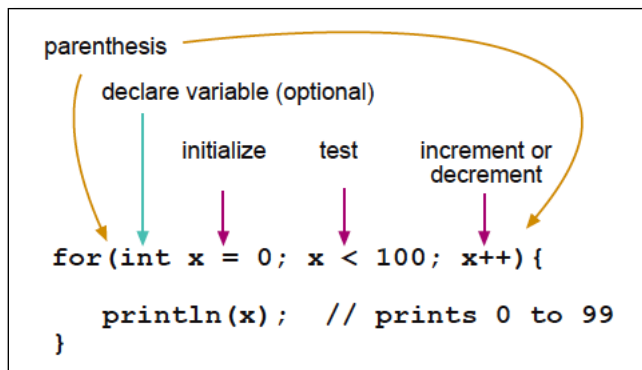 parenthesis
declare variable (optional)
initialize test increment or
decrement
for(int x = 0; x < 100; x++){
println(x); // prints 0 to 99
}